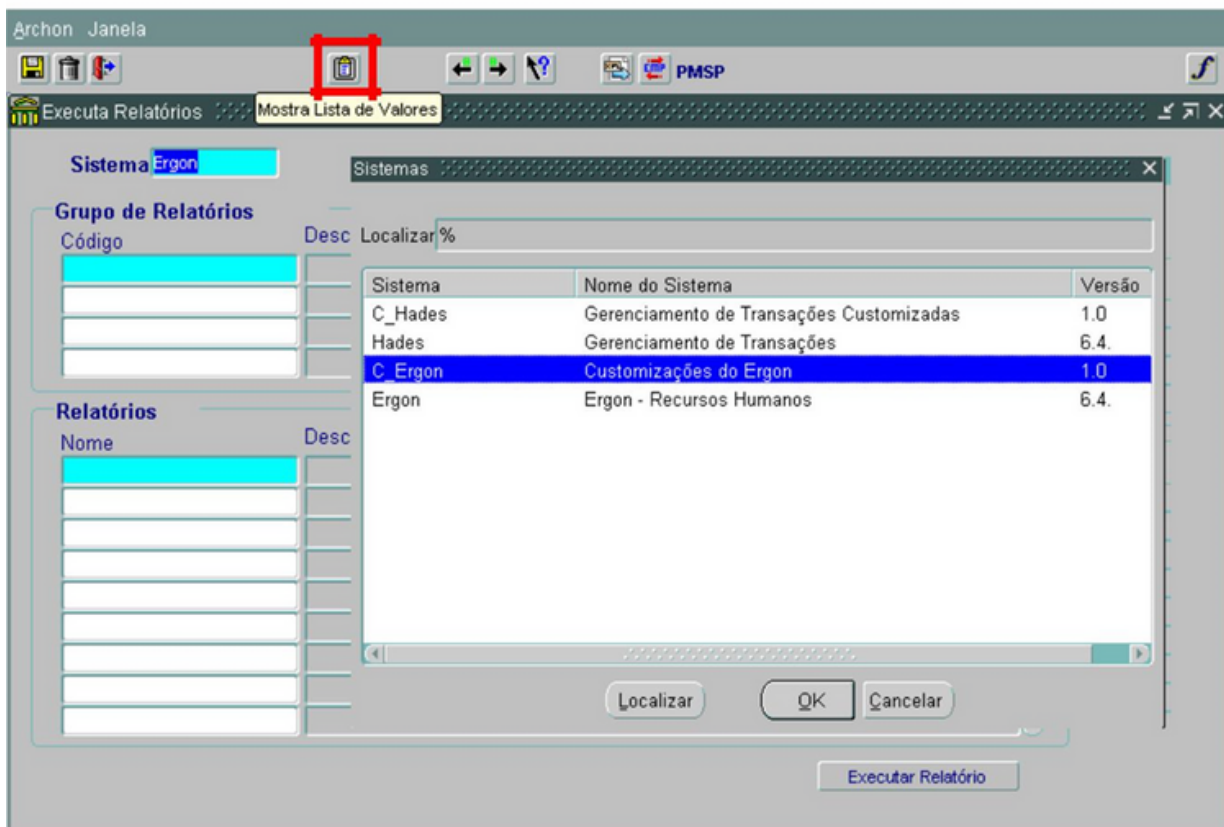 Archon Janela
PMSP
Mostra Lista de Valores
Executa Relatórios
Sistema Ergon
Sistemas
Grupo de Relatórios
Código Desc
Localizar %
Sistema Nome do Sistema Versão
C_Hades Gerenciamento de Transações Customizadas 1.0
Hades Gerenciamento de Transações 6.4.
C_Ergon Customizações do Ergon 1.0
Ergon Ergon - Recursos Humanos 6.4.
Relatórios
Nome Desc
Localizar OK Cancelar
Executar Relatório